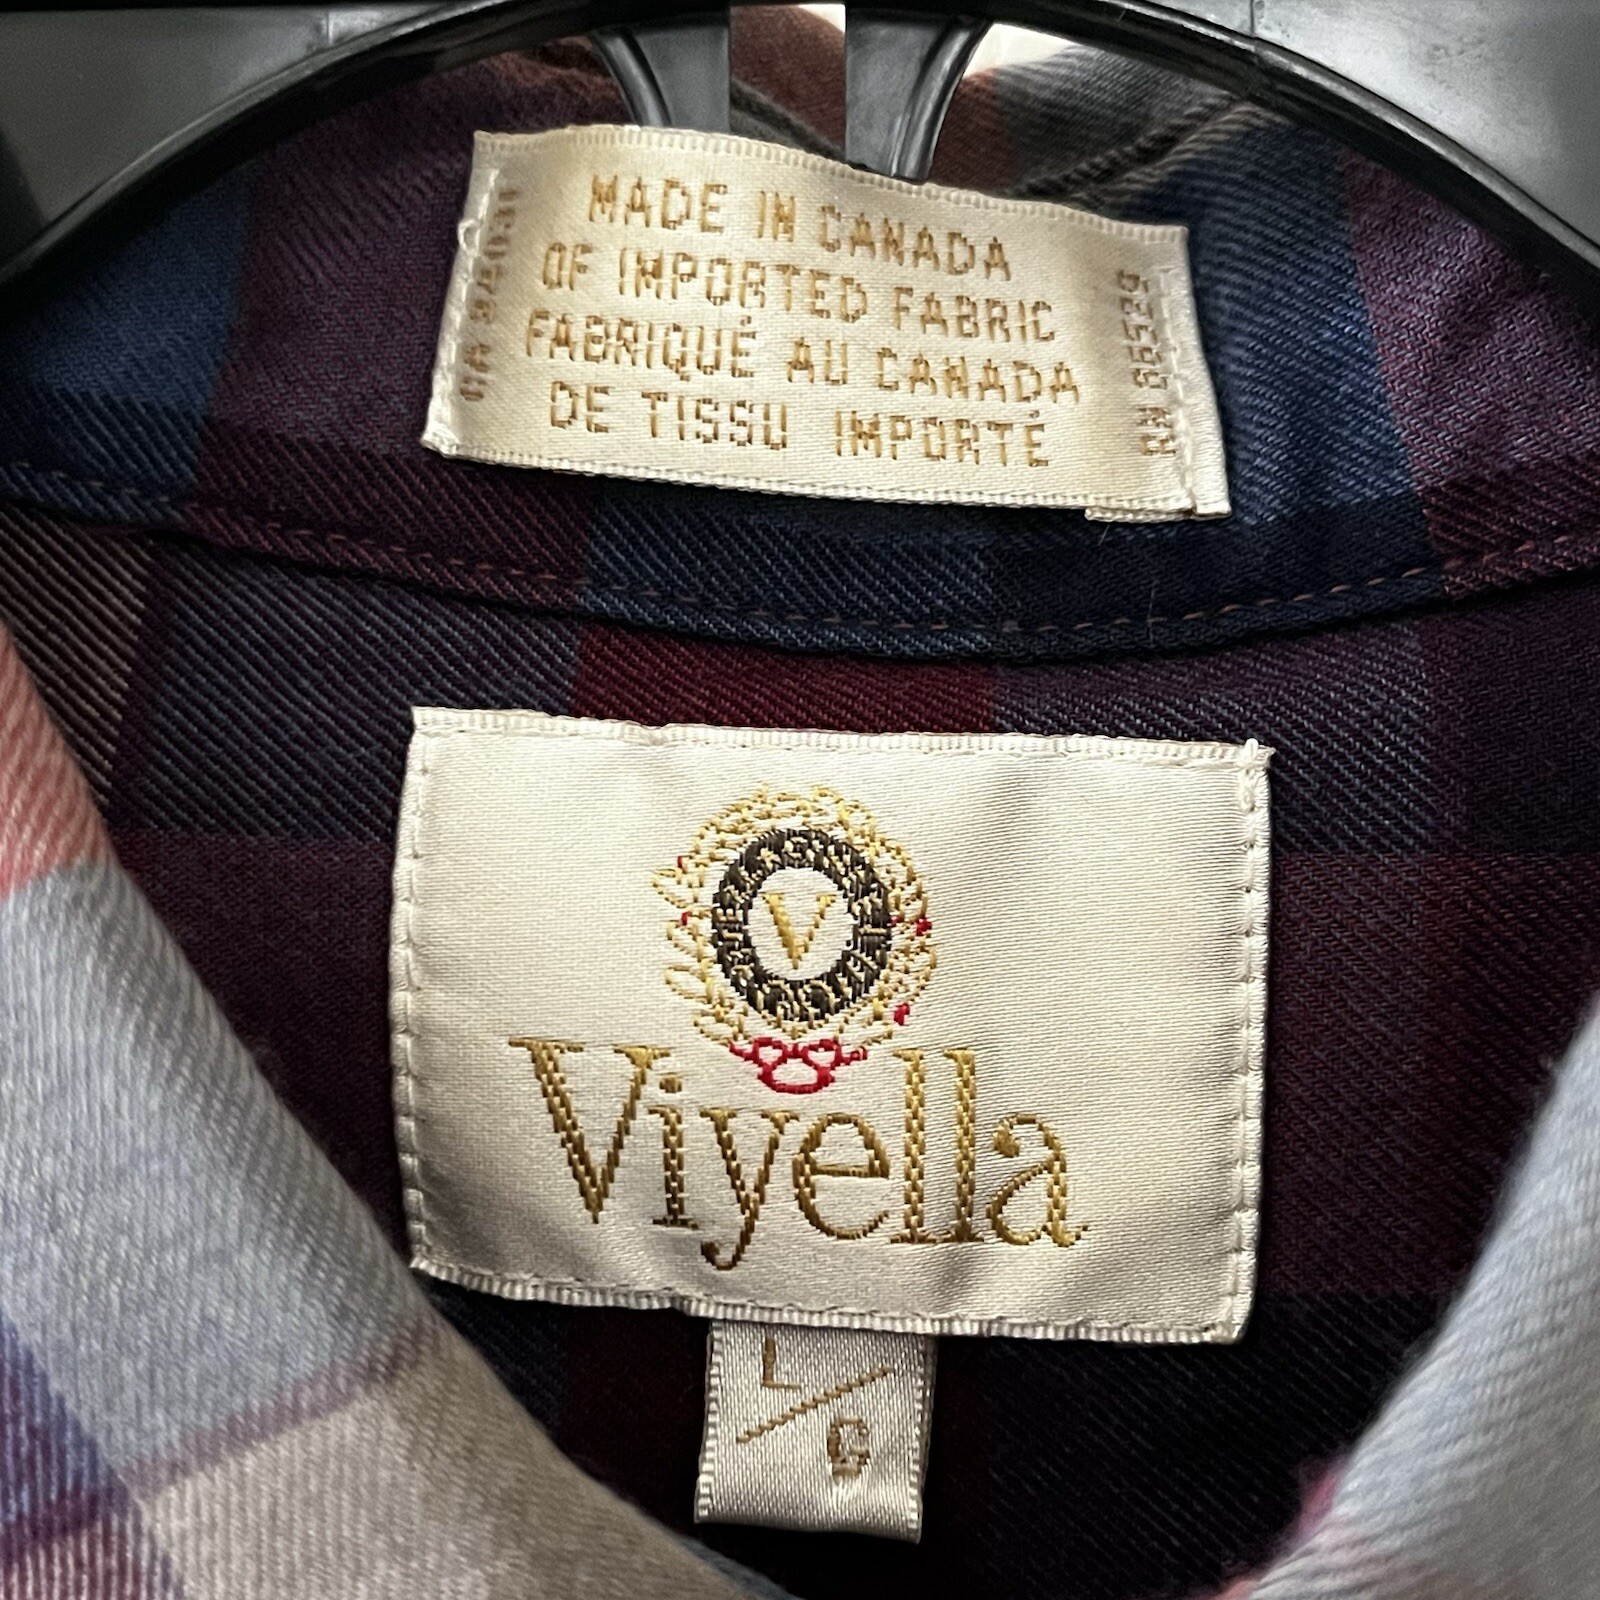 MADE IN CANADA
OF IMPORTED FABRIC
FABRIQUÉ AU CANADA
DE TISSU IMPORTÉ
V
Viyella
L/G